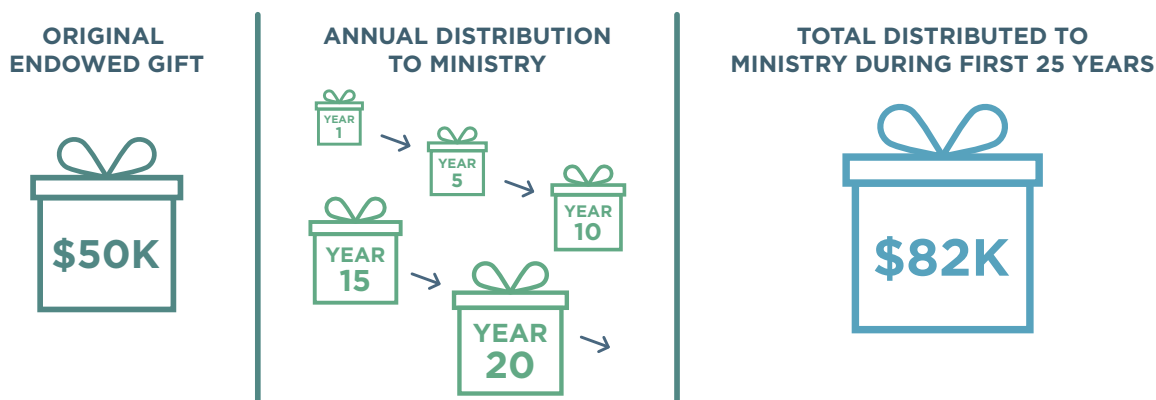 ORIGINAL
ENDOWED GIFT
$50K
ANNUAL DISTRIBUTION
TO MINISTRY
YEAR
1
YEAR
5
YEAR
10
YEAR
15
YEAR
20
TOTAL DISTRIBUTED TO
MINISTRY DURING FIRST 25 YEARS
$82K